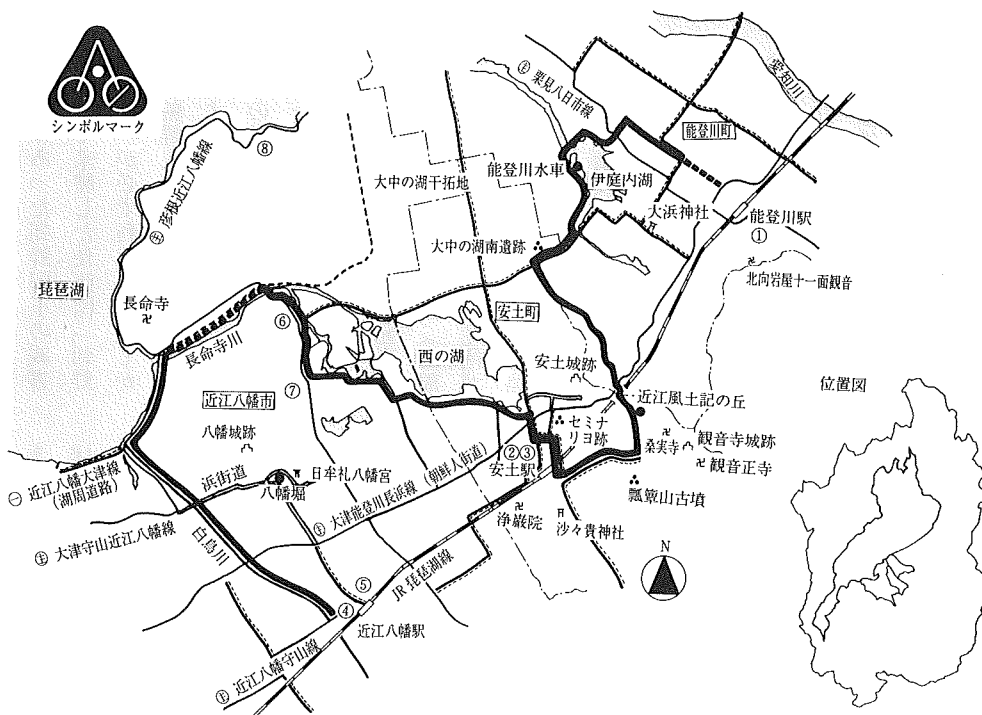 シンボルマーク
愛知川
㊤ 栗見八日市線
能登川町
⑧
㊤ 彦根近江八幡線
能登川水車
伊庭内湖
大中の湖干拓地
大浜神社
能登川駅
①
大中の湖南遺跡
北向岩屋十一面観音
琵琶湖
長命寺
⑥
長命寺川
安土町
西の湖
安土城跡
位置図
⑦
近江八幡市
近江風土記の丘
八幡城跡
セミナリヨ跡
桑実寺
観音寺城跡
②③
安土駅
観音正寺
㊀ 近江八幡大津線
(湖周道路)
浜街道
日牟礼八幡宮
八幡堀
㊤ 大津能登川長浜線 (朝鮮人街道)
瓢簞山古墳
浄巌院
沙々貴神社
㊤ 大津守山近江八幡線
白鳥川
JR琵琶湖線
N
⑤
④
近江八幡駅
㊤ 近江八幡守山線